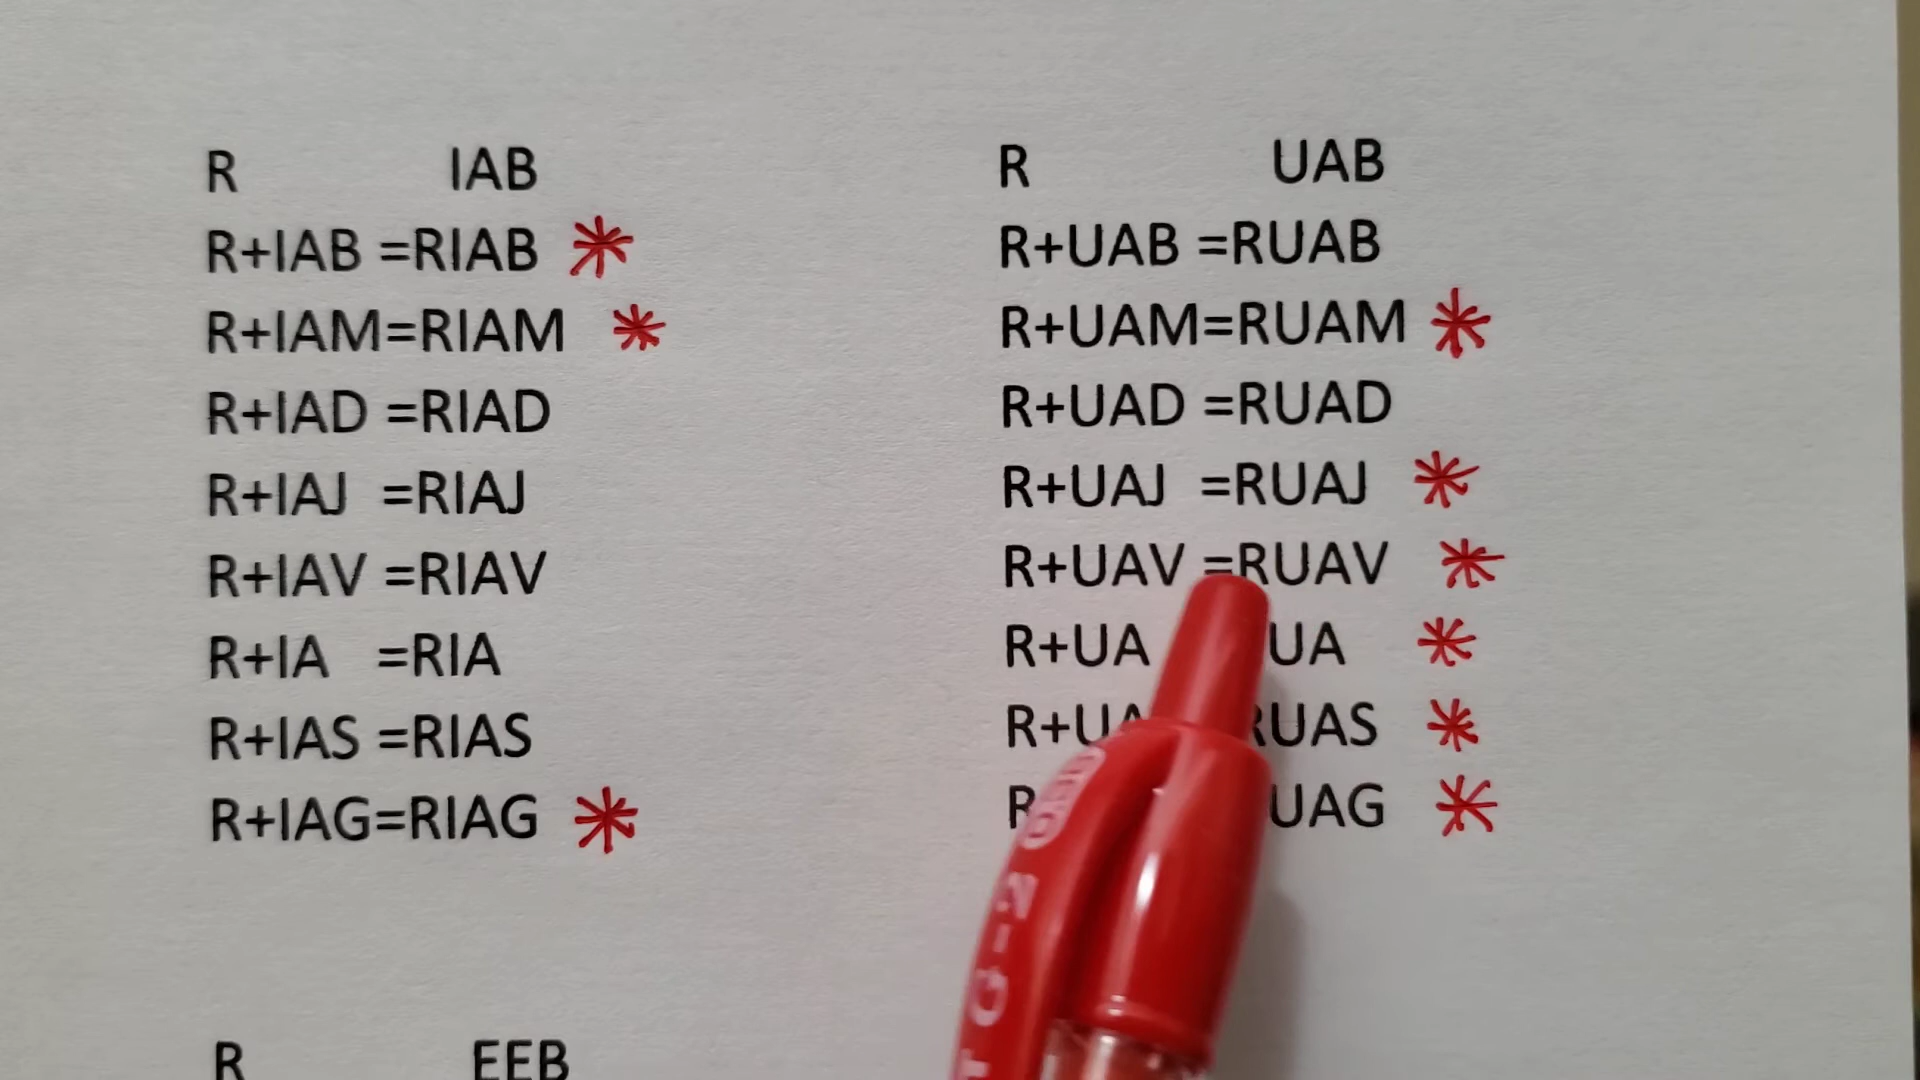 R IAB
R+IAB =RIAB *
R+IAM=RIAM *
R+IAD =RIAD
R+IAJ =RIAJ
R+IAV =RIAV
R+IA =RIA
R+IAS =RIAS
R+IAG=RIAG *
R UAB
R+UAB =RUAB
R+UAM=RUAM *
R+UAD =RUAD
R+UAJ =RUAJ *
R+UAV =RUAV *
R+UA UA *
R+UA RUAS *
R UAG *
R EEB